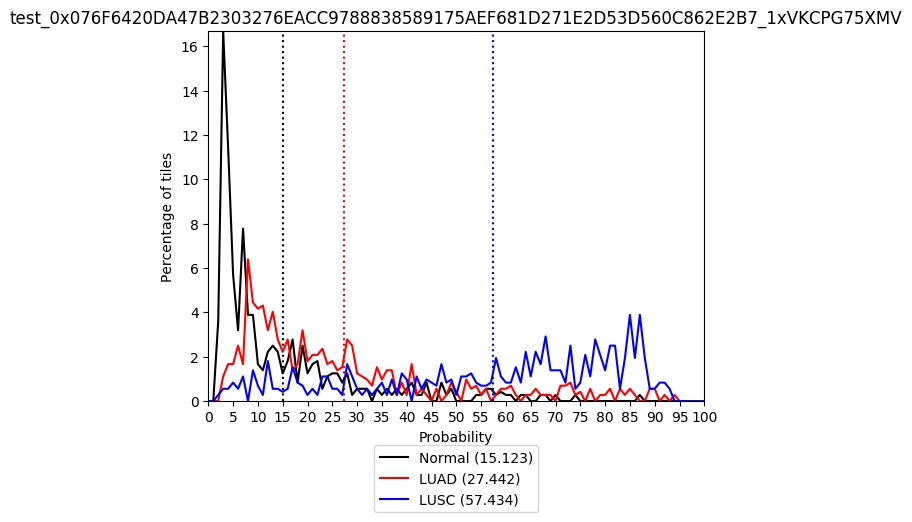 test_0x076F6420DA47B2303276EACC9788838589175AEF681D271E2D53D560C862E2B7_1xVKCPG75XMV
16
14
12
10
8
6
4
2
0
Percentage of tiles
0 5 10 15 20 25 30 35 40 45 50 55 60 65 70 75 80 85 90 95 100
Probability
Normal (15.123)
LUAD (27.442)
LUSC (57.434)